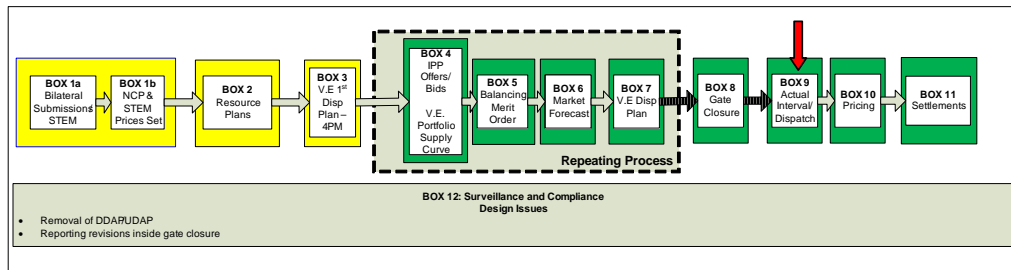 BOX 1a
Bilateral
Submissions/
STEM
BOX 1b
NCP &
STEM
Prices Set
BOX 2
Resource
Plans
BOX 3
V.E 1st
Disp
Plan –
4PM
BOX 4
IPP
Offers/
Bids
V.E.
Portfolio
Supply
Curve
BOX 5
Balancing
Merit
Order
BOX 6
Market
Forecast
BOX 7
V.E Disp
Plan
Repeating Process
BOX 8
Gate
Closure
BOX 9
Actual
Interval/
Dispatch
BOX 10
Pricing
BOX 11
Settlements
BOX 12: Surveillance and Compliance
Design Issues
• Removal of DDAP/UDAP
• Reporting revisions inside gate closure